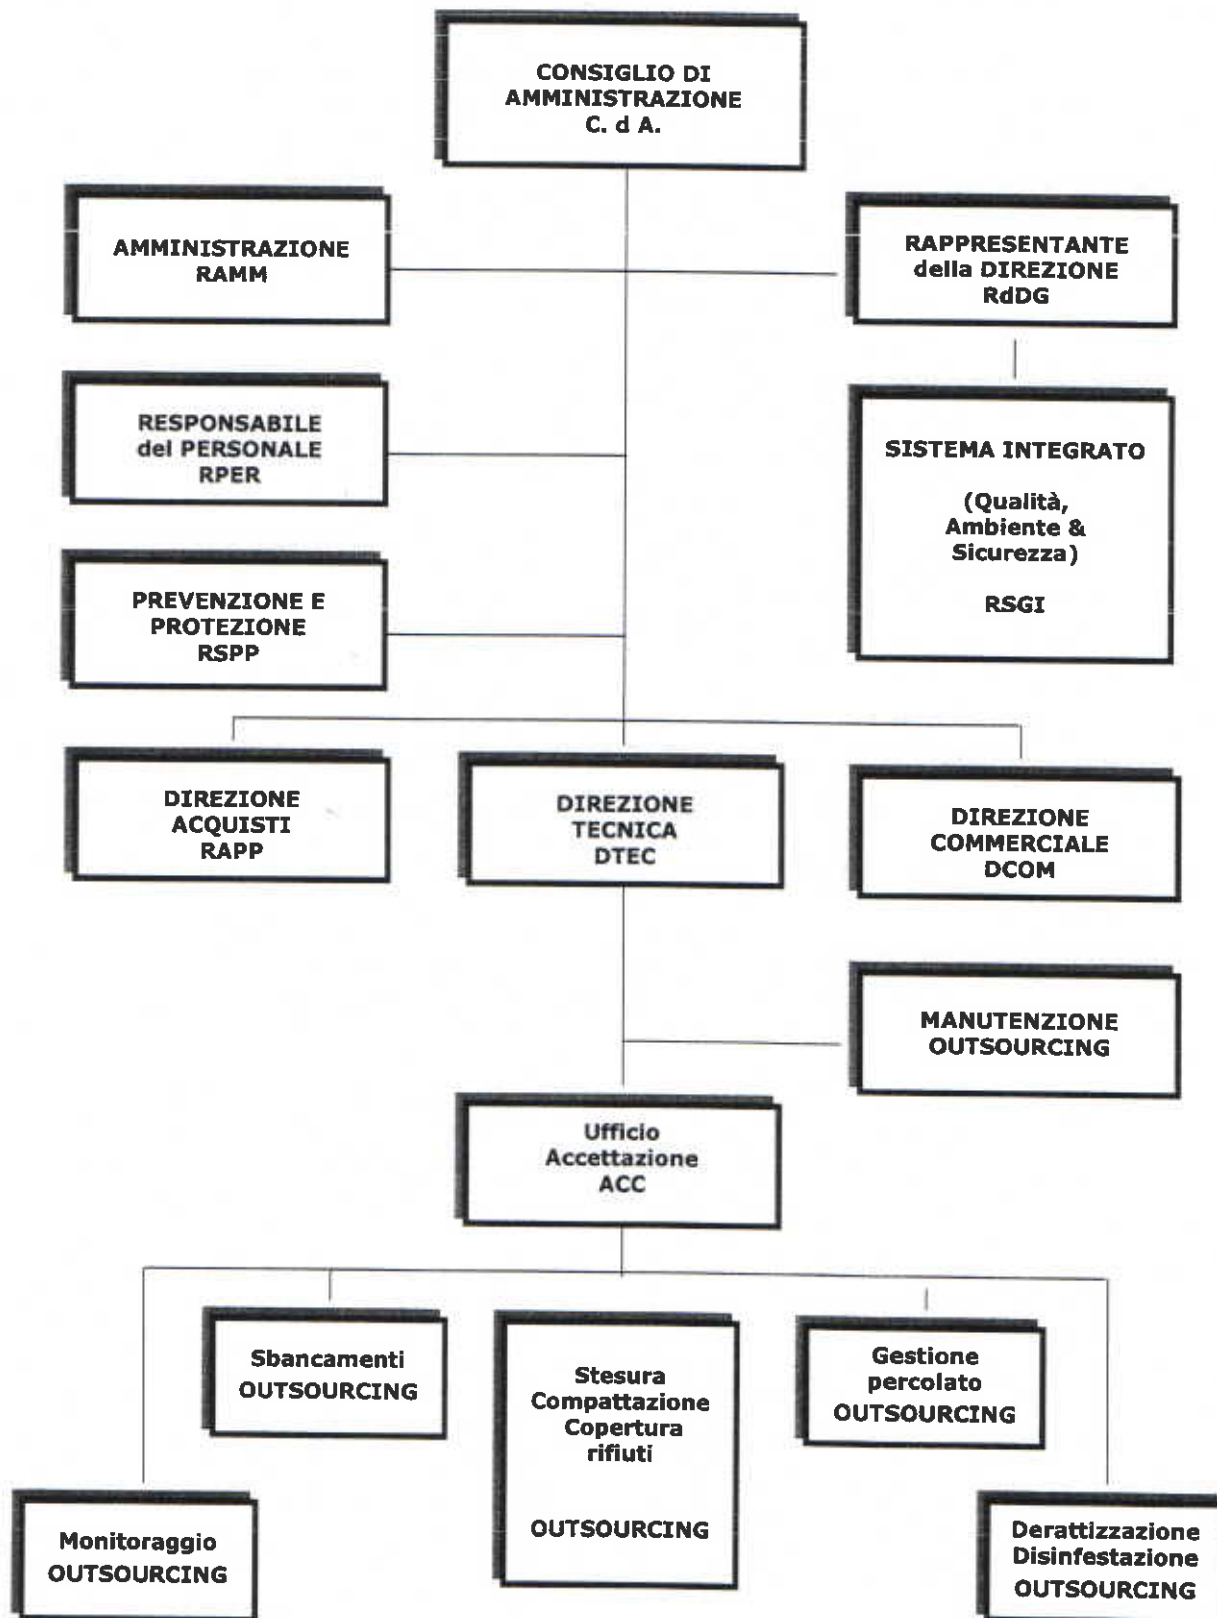 CONSIGLIO DI
AMMINISTRAZIONE
C. d A.
AMMINISTRAZIONE
RAMM
RAPPRESENTANTE
della DIREZIONE
RdDG
RESPONSABILE
del PERSONALE
RPER
SISTEMA INTEGRATO
(Qualità,
Ambiente &
Sicurezza)
RSGI
PREVENZIONE E
PROTEZIONE
RSPP
DIREZIONE
ACQUISTI
RAPP
DIREZIONE
TECNICA
DTEC
DIREZIONE
COMMERCIALE
DCOM
MANUTENZIONE
OUTSOURCING
Ufficio
Accettazione
ACC
Sbancamenti
OUTSOURCING
Stesura
Compattazione
Copertura
rifiuti
OUTSOURCING
Gestione
percolato
OUTSOURCING
Monitoraggio
OUTSOURCING
Derattizzazione
Disinfestazione
OUTSOURCING